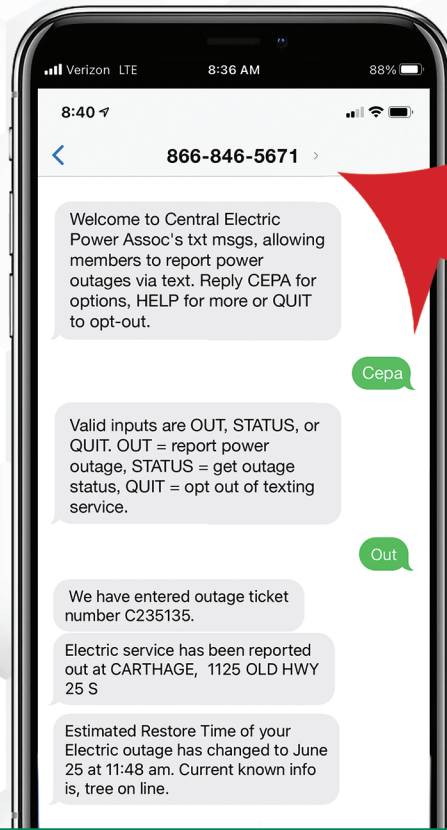 Verizon LTE 8:36 AM 88%
8:40
866-846-5671
Welcome to Central Electric
Power Assoc's txt msgs, allowing
members to report power
outages via text. Reply CEPA for
options, HELP for more or QUIT
to opt-out.
Cepa
Valid inputs are OUT, STATUS, or
QUIT. OUT = report power
outage, STATUS = get outage
status, QUIT = opt out of texting
service.
Out
We have entered outage ticket
number C235135.
Electric service has been reported
out at CARTHAGE, 1125 OLD HWY
25 S
Estimated Restore Time of your
Electric outage has changed to June
25 at 11:48 am. Current known info
is, tree on line.